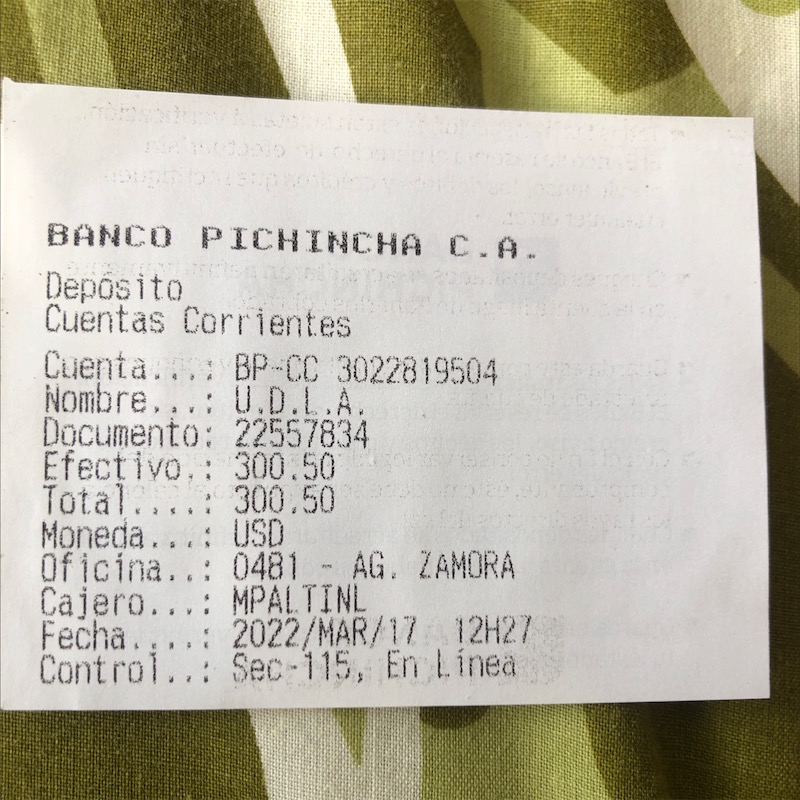 BANCO PICHINCHA C.A.
Depósito
Cuentas Corrientes
Cuenta...: BP-CC 3022819504
Nombre...: U.D.L.A.
Documento: 22557834
Efectivo.: 300.50
Total....: 300.50
Moneda...: USD
Oficina..: 0481 - AG. ZAMORA
Cajero...: MPALTINL
Fecha....: 2022/MAR/17 12H27
Control..: Sec-115, En Línea